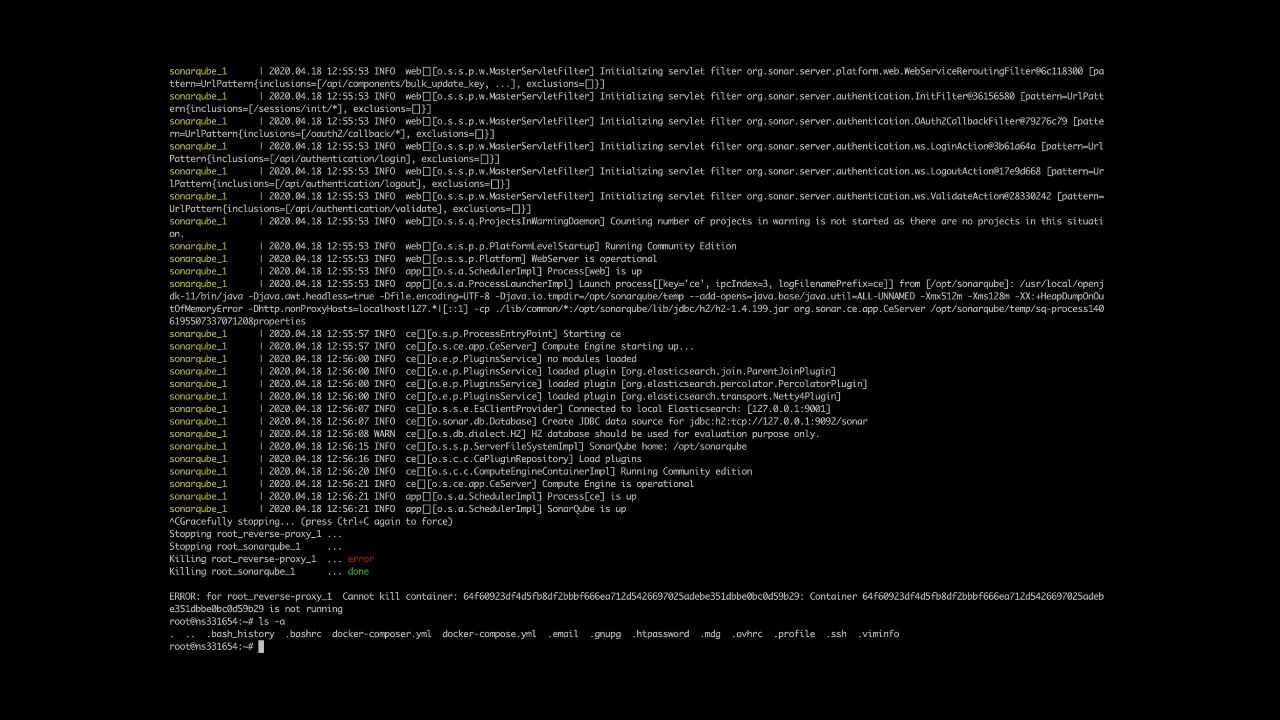 sonarqube_1      | 2020.04.18 12:55:53 INFO  web[][o.s.s.p.w.MasterServletFilter] Initializing servlet filter org.sonar.server.platform.web.WebServiceReroutingFilter@6c118300 [pa
ttern=UrlPattern{inclusions=[/api/components/bulk_update_key, ...], exclusions=[]}]
sonarqube_1      | 2020.04.18 12:55:53 INFO  web[][o.s.s.p.w.MasterServletFilter] Initializing servlet filter org.sonar.server.authentication.InitFilter@36156580 [pattern=UrlPatt
ern{inclusions=[/sessions/init/*], exclusions=[]}]
sonarqube_1      | 2020.04.18 12:55:53 INFO  web[][o.s.s.p.w.MasterServletFilter] Initializing servlet filter org.sonar.server.authentication.OAuth2CallbackFilter@79276c79 [patte
rn=UrlPattern{inclusions=[/oauth2/callback/*], exclusions=[]}]
sonarqube_1      | 2020.04.18 12:55:53 INFO  web[][o.s.s.p.w.MasterServletFilter] Initializing servlet filter org.sonar.server.authentication.ws.LoginAction@3b61a64a [pattern=Url
Pattern{inclusions=[/api/authentication/login], exclusions=[]}]
sonarqube_1      | 2020.04.18 12:55:53 INFO  web[][o.s.s.p.w.MasterServletFilter] Initializing servlet filter org.sonar.server.authentication.ws.LogoutAction@17e9d668 [pattern=Ur
lPattern{inclusions=[/api/authentication/logout], exclusions=[]}]
sonarqube_1      | 2020.04.18 12:55:53 INFO  web[][o.s.s.p.w.MasterServletFilter] Initializing servlet filter org.sonar.server.authentication.ws.ValidateAction@28330242 [pattern=
UrlPattern{inclusions=[/api/authentication/validate], exclusions=[]}]
sonarqube_1      | 2020.04.18 12:55:53 INFO  web[][o.s.s.q.ProjectsInWarningDaemon] Counting number of projects in warning is not started as there are no projects in this situati
on.
sonarqube_1      | 2020.04.18 12:55:53 INFO  web[][o.s.s.p.p.PlatformLevelStartup] Running Community Edition
sonarqube_1      | 2020.04.18 12:55:53 INFO  web[][o.s.s.p.Platform] WebServer is operational
sonarqube_1      | 2020.04.18 12:55:53 INFO  app[][o.s.a.SchedulerImpl] Process[web] is up
sonarqube_1      | 2020.04.18 12:55:53 INFO  app[][o.s.a.ProcessLauncherImpl] Launch process[[key='ce', ipcIndex=3, logFilenamePrefix=ce]] from [/opt/sonarqube]: /usr/local/openj
dk-11/bin/java -Djava.awt.headless=true -Dfile.encoding=UTF-8 -Djava.io.tmpdir=/opt/sonarqube/temp --add-opens=java.base/java.util=ALL-UNNAMED -Xmx512m -Xms128m -XX:+HeapDumpOnOu
tOfMemoryError -Dhttp.nonProxyHosts=localhost|127.*|[::1] -cp ./lib/common/*:/opt/sonarqube/lib/jdbc/h2/h2-1.4.199.jar org.sonar.ce.app.CeServer /opt/sonarqube/temp/sq-process140
6195507337071208properties
sonarqube_1      | 2020.04.18 12:55:57 INFO  ce[][o.s.p.ProcessEntryPoint] Starting ce
sonarqube_1      | 2020.04.18 12:55:57 INFO  ce[][o.s.ce.app.CeServer] Compute Engine starting up...
sonarqube_1      | 2020.04.18 12:56:00 INFO  ce[][o.e.p.PluginsService] no modules loaded
sonarqube_1      | 2020.04.18 12:56:00 INFO  ce[][o.e.p.PluginsService] loaded plugin [org.elasticsearch.join.ParentJoinPlugin]
sonarqube_1      | 2020.04.18 12:56:00 INFO  ce[][o.e.p.PluginsService] loaded plugin [org.elasticsearch.percolator.PercolatorPlugin]
sonarqube_1      | 2020.04.18 12:56:00 INFO  ce[][o.e.p.PluginsService] loaded plugin [org.elasticsearch.transport.Netty4Plugin]
sonarqube_1      | 2020.04.18 12:56:07 INFO  ce[][o.s.s.e.EsClientProvider] Connected to local Elasticsearch: [127.0.0.1:9001]
sonarqube_1      | 2020.04.18 12:56:07 INFO  ce[][o.sonar.db.Database] Create JDBC data source for jdbc:h2:tcp://127.0.0.1:9092/sonar
sonarqube_1      | 2020.04.18 12:56:08 WARN  ce[][o.s.db.dialect.H2] H2 database should be used for evaluation purpose only.
sonarqube_1      | 2020.04.18 12:56:15 INFO  ce[][o.s.s.p.ServerFileSystemImpl] SonarQube home: /opt/sonarqube
sonarqube_1      | 2020.04.18 12:56:16 INFO  ce[][o.s.c.c.CePluginRepository] Load plugins
sonarqube_1      | 2020.04.18 12:56:20 INFO  ce[][o.s.c.c.ComputeEngineContainerImpl] Running Community edition
sonarqube_1      | 2020.04.18 12:56:21 INFO  ce[][o.s.ce.app.CeServer] Compute Engine is operational
sonarqube_1      | 2020.04.18 12:56:21 INFO  app[][o.s.a.SchedulerImpl] Process[ce] is up
sonarqube_1      | 2020.04.18 12:56:21 INFO  app[][o.s.a.SchedulerImpl] SonarQube is up
^CGracefully stopping... (press Ctrl+C again to force)
Stopping root_reverse-proxy_1 ...
Stopping root_sonarqube_1     ...
Killing root_reverse-proxy_1  ... error
Killing root_sonarqube_1      ... done
ERROR: for root_reverse-proxy_1  Cannot kill container: 64f60923df4d5fb8df2bbbf666ea712d5426697025adebe351dbbe0bc0d59b29: Container 64f60923df4d5fb8df2bbbf666ea712d5426697025adeb
e351dbbe0bc0d59b29 is not running
root@ns331654:~# ls -a
.  ..  .bash_history  .bashrc  docker-composer.yml  docker-compose.yml  .email  .gnupg  .htpassword  .mdg  .ovhrc  .profile  .ssh  .viminfo
root@ns331654:~#